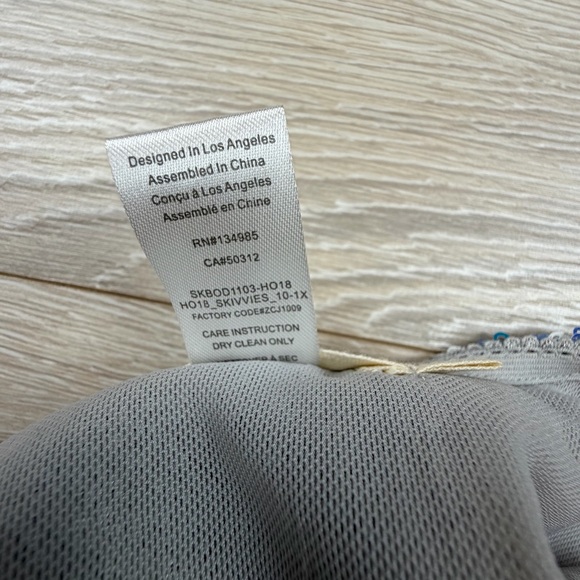 Designed In Los Angeles
Assembled In China
Conçu à Los Angeles
Assemblé en Chine
RN#134985
CA#50312
SKBOD1103-HO18
HO18_SKIVVIES_10-1X
FACTORY CODE#ZCJ1009
CARE INSTRUCTION
DRY CLEAN ONLY
À SEC